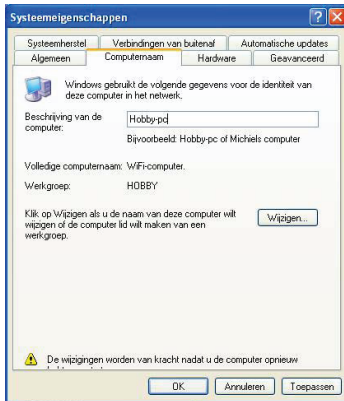 Systeemeigenschappen
Systeemherstel Verbindingen van buitenaf Automatische updates
Algemeen Computernaam Hardware Geavanceerd
Windows gebruikt de volgende gegevens voor de identiteit van
deze computer in het netwerk.
Beschrijving van de
computer:
Hobby-pc
Bijvoorbeeld: Hobby-pc of Michiels computer
Volledige computernaam: WiFi-computer.
Werkgroep: HOBBY
Klik op Wijzigen als u de naam van deze computer wilt
wijzigen of de computer lid wilt maken van een
werkgroep.
Wijzigen...
De wijzigingen worden van kracht nadat u de computer opnieuw
OK Annuleren Toepassen